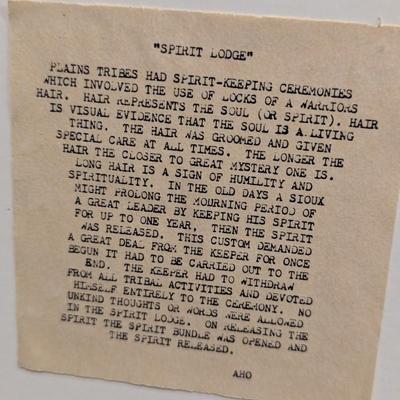 "SPIRIT LODGE"
PLAINS TRIBES HAD SPIRIT-KEEPING CEREMONIES
WHICH INVOLVED THE USE OF LOCKS OF A WARRIORS
HAIR. HAIR REPRESENTS THE SOUL (OR SPIRIT). HAIR
IS VISUAL EVIDENCE THAT THE SOUL IS A LIVING
THING. THE HAIR WAS GROOMED AND GIVEN
SPECIAL CARE AT ALL TIMES. THE LONGER THE
HAIR THE CLOSER TO GREAT MYSTERY ONE IS.
LONG HAIR IS A SIGN OF HUMILITY AND
SPIRITUALITY. IN THE OLD DAYS A SIOUX
MIGHT PROLONG THE MOURNING PERIOD OF
A GREAT LEADER BY KEEPING HIS SPIRIT
FOR UP TO ONE YEAR. THEN THE SPIRIT
WAS RELEASED. THIS CUSTOM DEMANDED
A GREAT DEAL FROM THE KEEPER FOR ONCE
BEGUN IT HAD TO BE CARRIED OUT TO THE
END. THE KEEPER HAD TO WITHDRAW
FROM ALL TRIBAL ACTIVITIES AND DEVOTED
HIMSELF ENTIRELY TO THE CEREMONY. NO
UNKIND THOUGHTS OR WORDS WERE ALLOWED
IN THE SPIRIT LODGE. ON RELEASING THE
SPIRIT THE SPIRIT BUNDLE WAS OPENED AND
THE SPIRIT RELEASED.
AHO